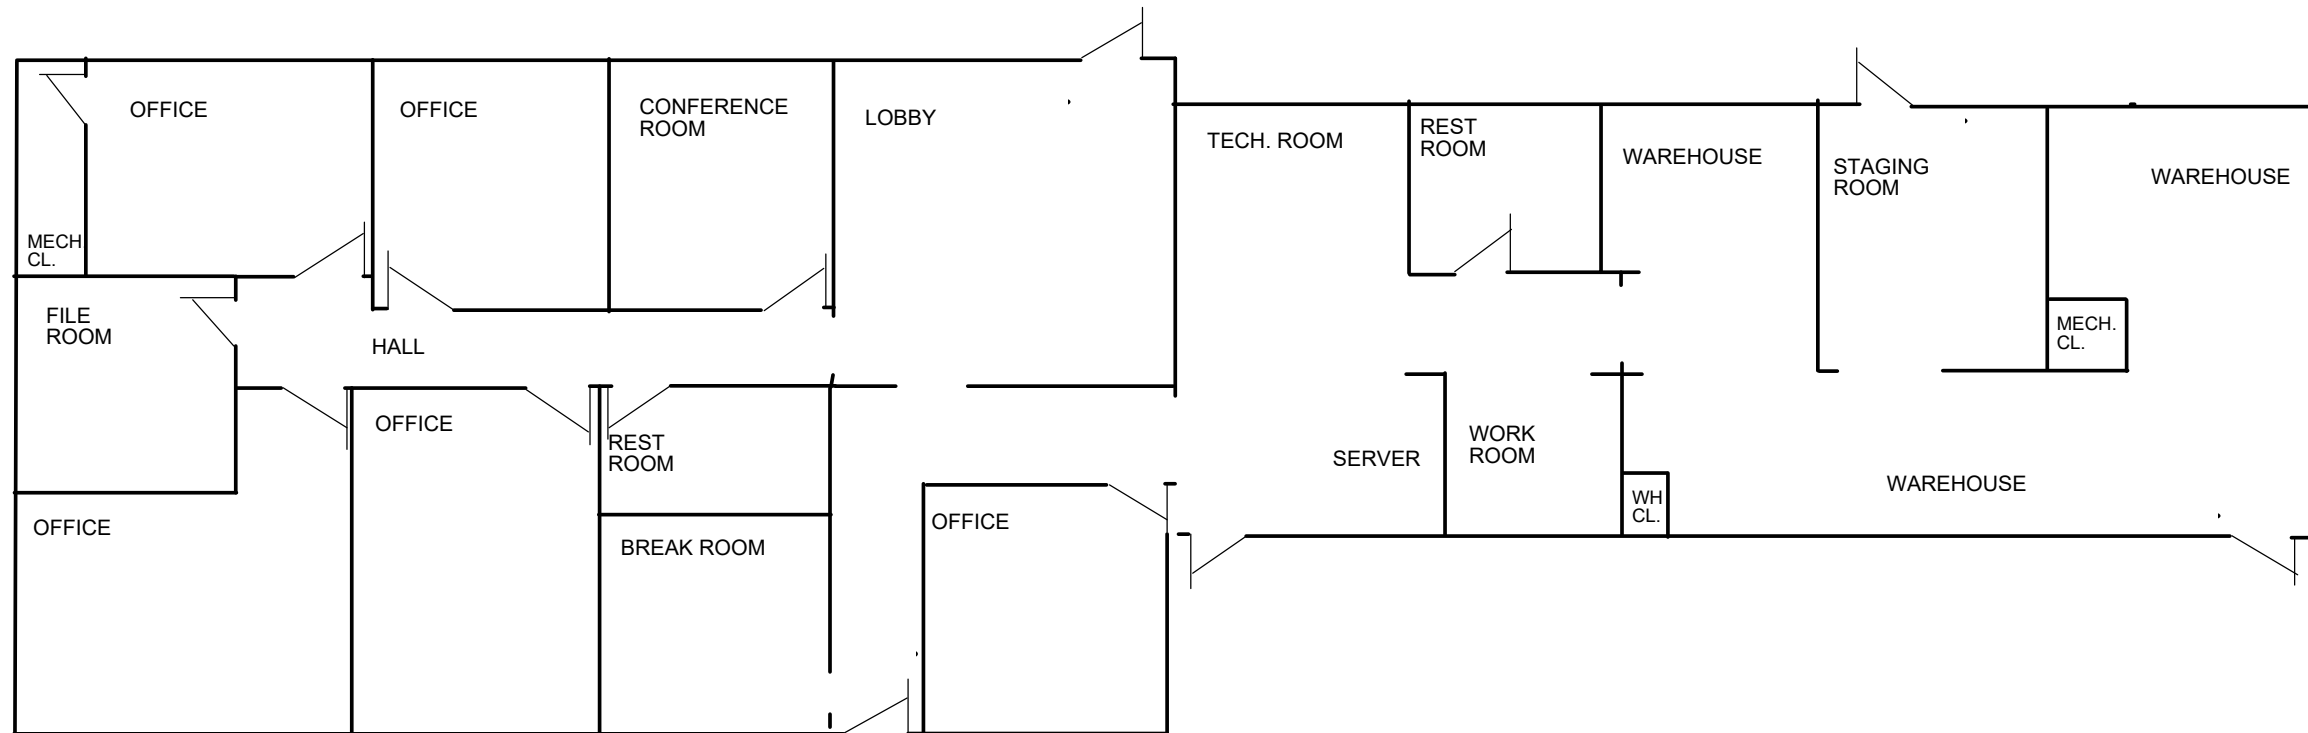 OFFICE
OFFICE
CONFERENCE
ROOM
LOBBY
TECH. ROOM
REST
ROOM
WAREHOUSE
STAGING
ROOM
WAREHOUSE
MECH
CL.
FILE
ROOM
HALL
MECH.
CL.
OFFICE
REST
ROOM
SERVER
WORK
ROOM
WAREHOUSE
WH
CL.
OFFICE
BREAK ROOM
OFFICE